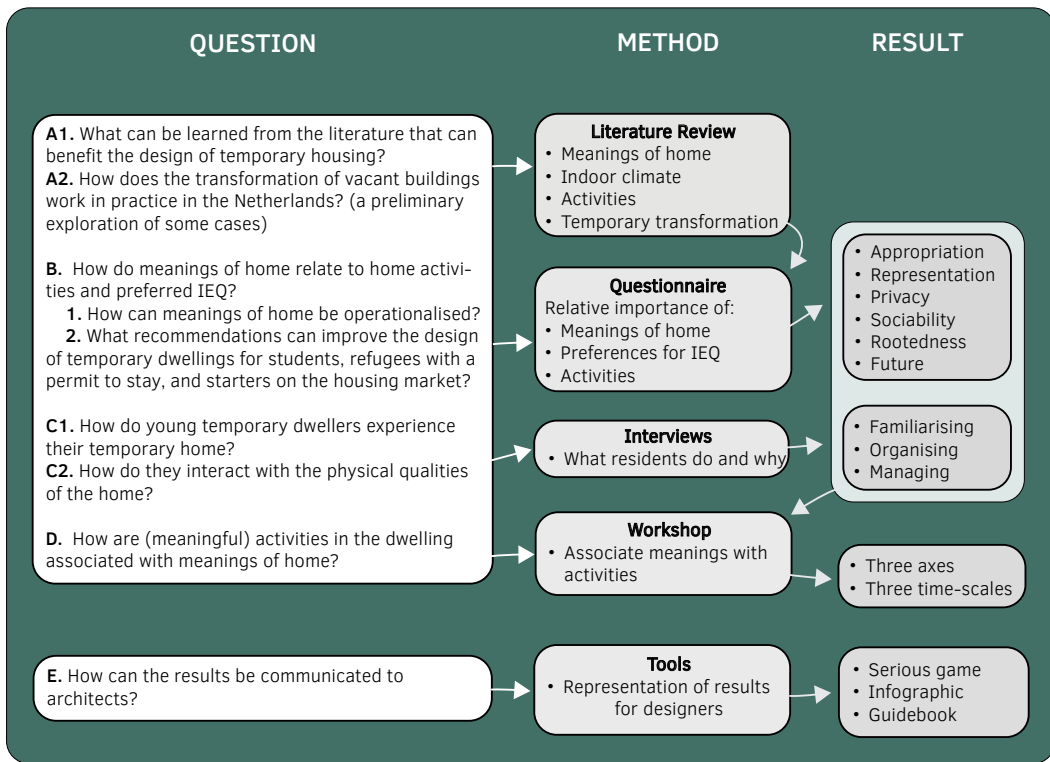 QUESTION
METHOD
RESULT
A1. What can be learned from the literature that can
benefit the design of temporary housing?
A2. How does the transformation of vacant buildings
work in practice in the Netherlands? (a preliminary
exploration of some cases)
B. How do meanings of home relate to home activi-
ties and preferred IEQ?
1. How can meanings of home be operationalised?
2. What recommendations can improve the design
of temporary dwellings for students, refugees with a
permit to stay, and starters on the housing market?
C1. How do young temporary dwellers experience
their temporary home?
C2. How do they interact with the physical qualities
of the home?
D. How are (meaningful) activities in the dwelling
associated with meanings of home?
E. How can the results be communicated to
architects?
Literature Review
• Meanings of home
• Indoor climate
• Activities
• Temporary transformation
Questionnaire
Relative importance of:
• Meanings of home
• Preferences for IEQ
• Activities
Interviews
• What residents do and why
Workshop
• Associate meanings with
activities
Tools
• Representation of results
for designers
• Appropriation
• Representation
• Privacy
• Sociability
• Rootedness
• Future
• Familiarising
• Organising
• Managing
• Three axes
• Three time-scales
• Serious game
• Infographic
• Guidebook